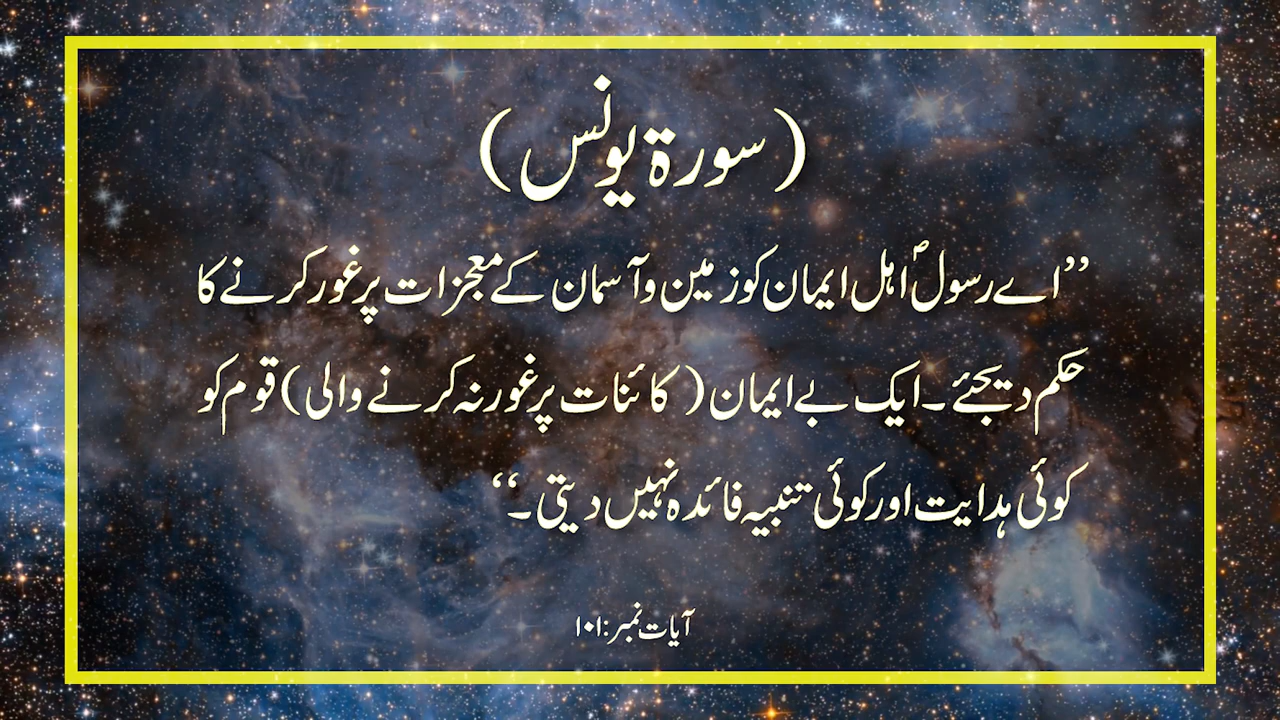 (سورۃ یونس)
”اے رسولؐ اہل ایمان کو زمین و آسمان کے معجزات پر غور کرنے کا
حکم دیجئے۔ ایک بے ایمان (کائنات پر غور نہ کرنے والی) قوم کو
کوئی ہدایت اور کوئی تنبیہ فائدہ نہیں دیتی۔“
آیات نمبر: ۱۰۱